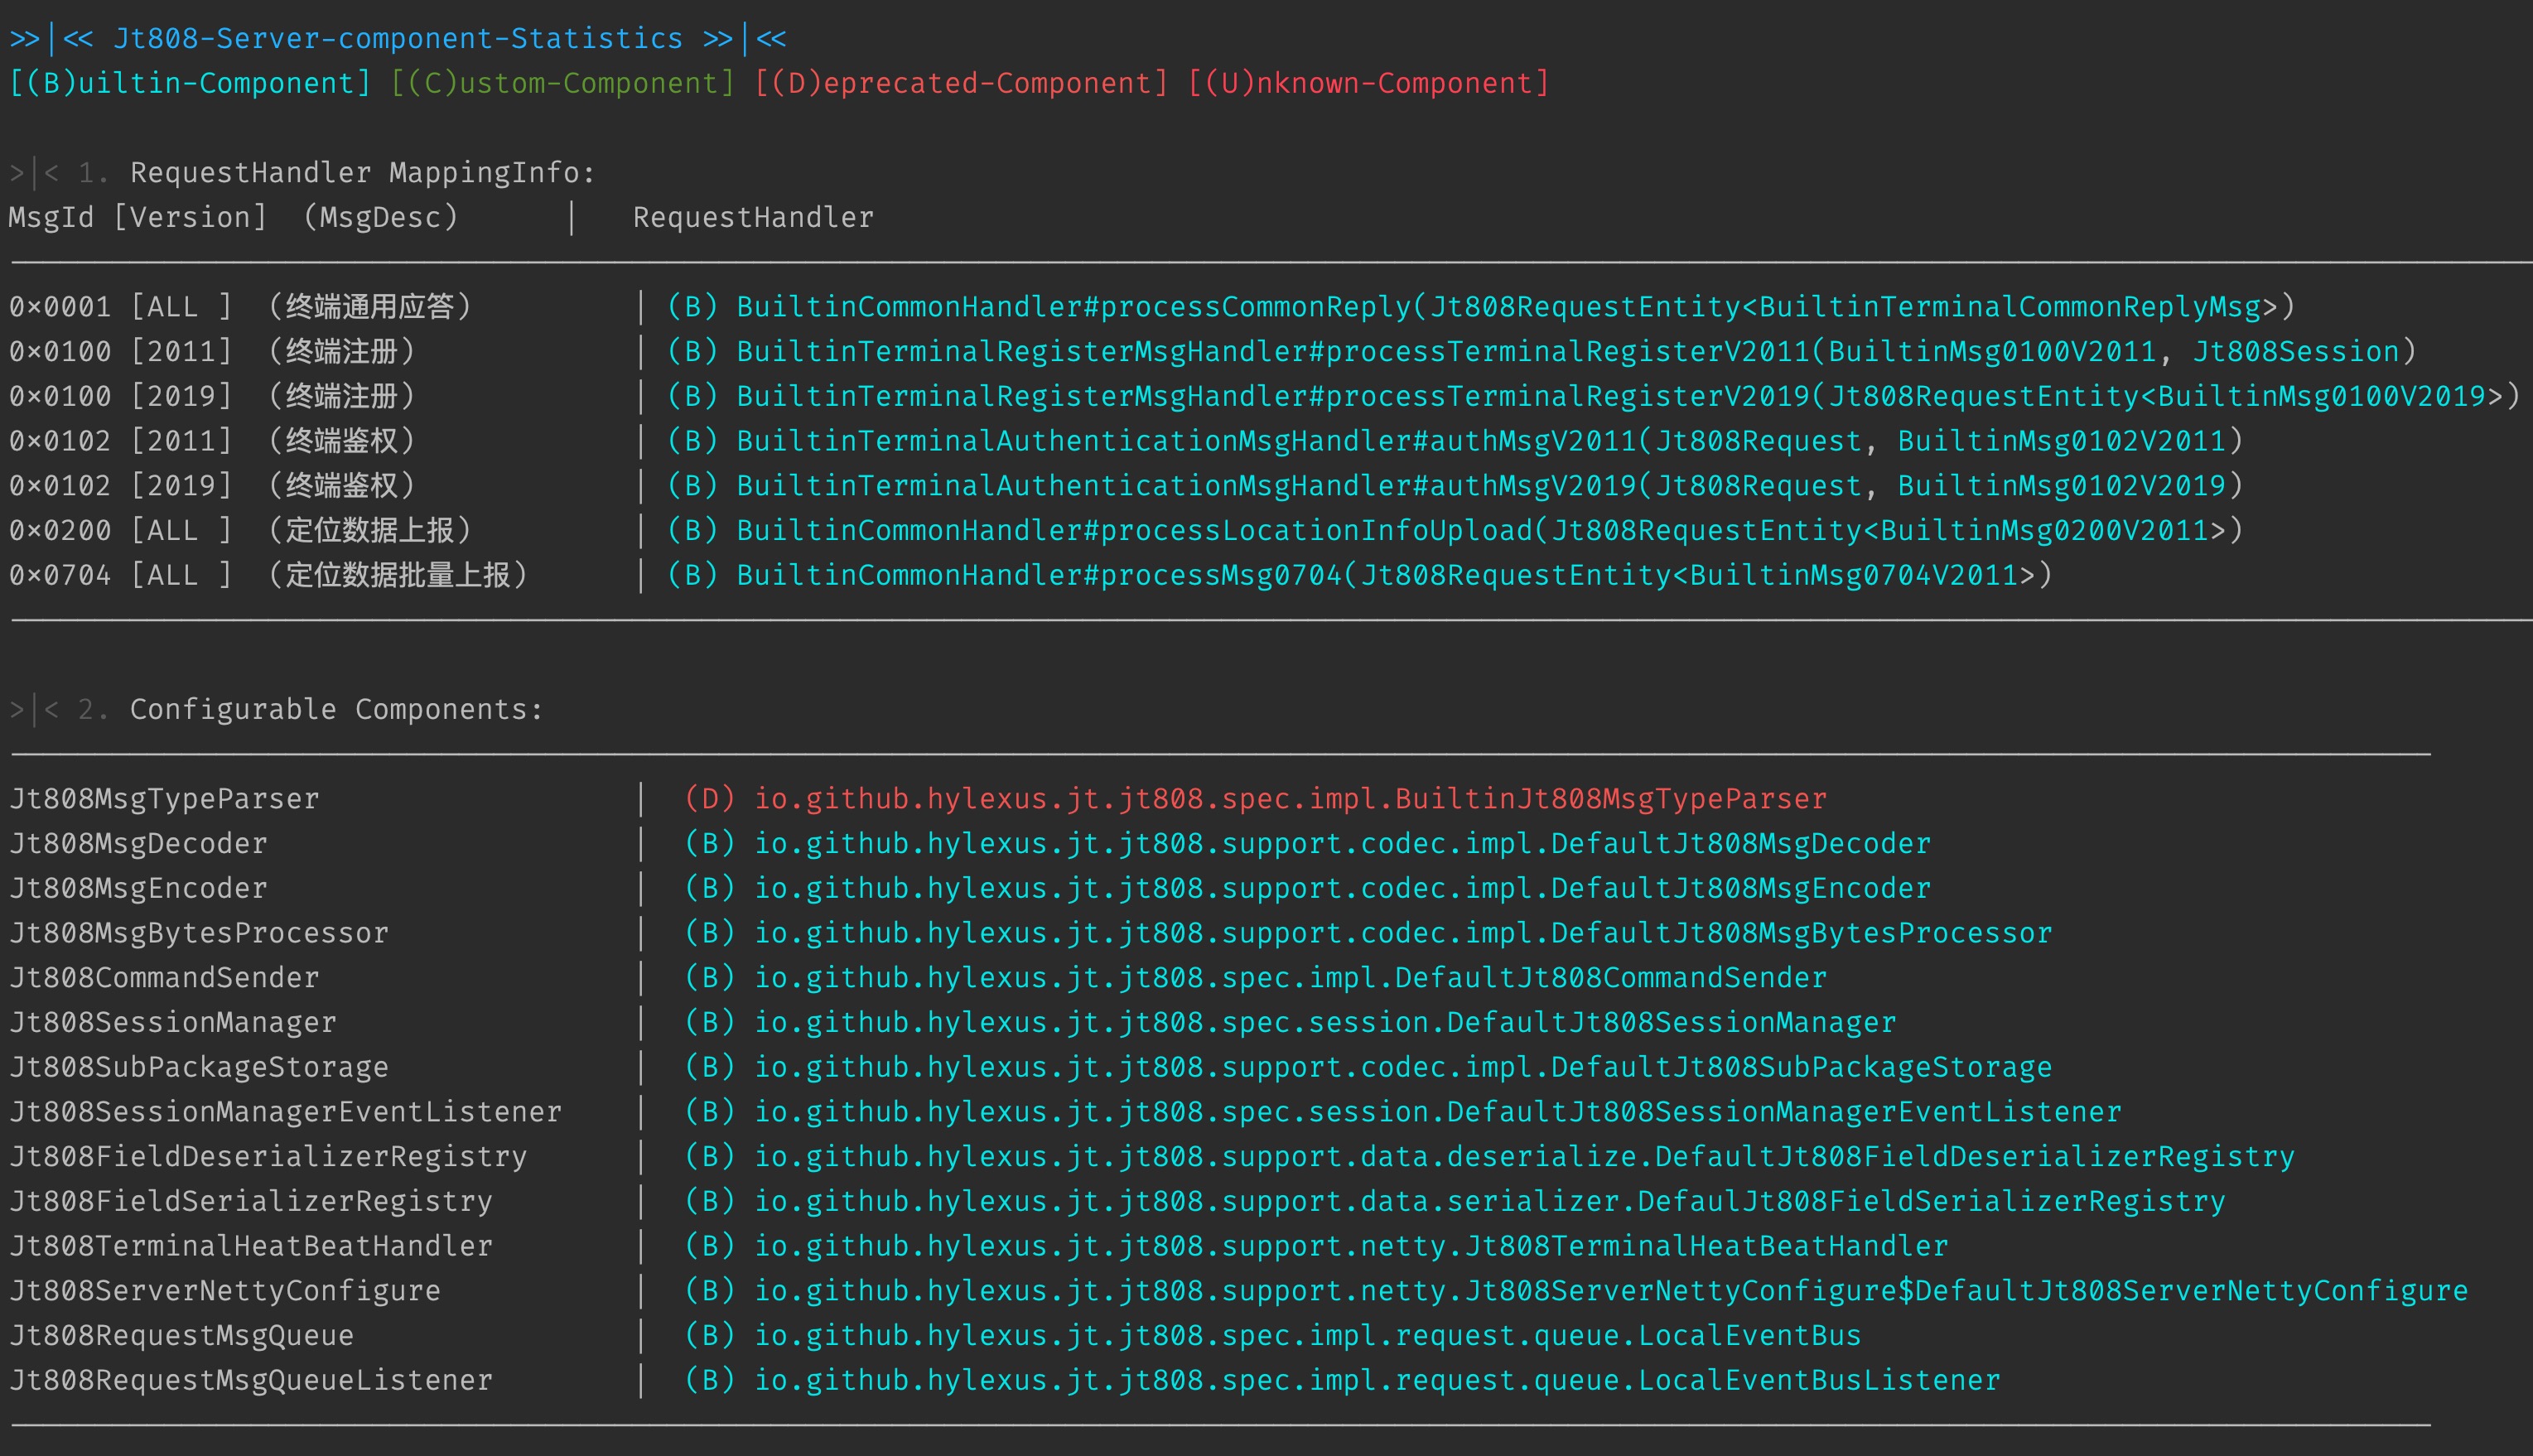 >>|<< Jt808-Server-component-Statistics >>|<<
[(B)uiltin-Component] [(C)ustom-Component] [(D)eprecated-Component] [(U)nknown-Component]
>|< 1. RequestHandler MappingInfo:
MsgId [Version]  (MsgDesc)      |   RequestHandler
0x0001 [ALL ]  (终端通用应答)         | (B) BuiltinCommonHandler#processCommonReply(Jt808RequestEntity<BuiltinTerminalCommonReplyMsg>)
0x0100 [2011]  (终端注册)             | (B) BuiltinTerminalRegisterMsgHandler#processTerminalRegisterV2011(BuiltinMsg0100V2011, Jt808Session)
0x0100 [2019]  (终端注册)             | (B) BuiltinTerminalRegisterMsgHandler#processTerminalRegisterV2019(Jt808RequestEntity<BuiltinMsg0100V2019>)
0x0102 [2011]  (终端鉴权)             | (B) BuiltinTerminalAuthenticationMsgHandler#authMsgV2011(Jt808Request, BuiltinMsg0102V2011)
0x0102 [2019]  (终端鉴权)             | (B) BuiltinTerminalAuthenticationMsgHandler#authMsgV2019(Jt808Request, BuiltinMsg0102V2019)
0x0200 [ALL ]  (定位数据上报)         | (B) BuiltinCommonHandler#processLocationInfoUpload(Jt808RequestEntity<BuiltinMsg0200V2011>)
0x0704 [ALL ]  (定位数据批量上报)      | (B) BuiltinCommonHandler#processMsg0704(Jt808RequestEntity<BuiltinMsg0704V2011>)
>|< 2. Configurable Components:
Jt808MsgTypeParser                  |  (D) io.github.hylexus.jt.jt808.spec.impl.BuiltinJt808MsgTypeParser
Jt808MsgDecoder                     |  (B) io.github.hylexus.jt.jt808.support.codec.impl.DefaultJt808MsgDecoder
Jt808MsgEncoder                     |  (B) io.github.hylexus.jt.jt808.support.codec.impl.DefaultJt808MsgEncoder
Jt808MsgBytesProcessor              |  (B) io.github.hylexus.jt.jt808.support.codec.impl.DefaultJt808MsgBytesProcessor
Jt808CommandSender                  |  (B) io.github.hylexus.jt.jt808.spec.impl.DefaultJt808CommandSender
Jt808SessionManager                 |  (B) io.github.hylexus.jt.jt808.spec.session.DefaultJt808SessionManager
Jt808SubPackageStorage              |  (B) io.github.hylexus.jt.jt808.support.codec.impl.DefaultJt808SubPackageStorage
Jt808SessionManagerEventListener    |  (B) io.github.hylexus.jt.jt808.spec.session.DefaultJt808SessionManagerEventListener
Jt808FieldDeserializerRegistry      |  (B) io.github.hylexus.jt.jt808.support.data.deserialize.DefaultJt808FieldDeserializerRegistry
Jt808FieldSerializerRegistry        |  (B) io.github.hylexus.jt.jt808.support.data.serializer.DefaulJt808FieldSerializerRegistry
Jt808TerminalHeatBeatHandler        |  (B) io.github.hylexus.jt.jt808.support.netty.Jt808TerminalHeatBeatHandler
Jt808ServerNettyConfigure           |  (B) io.github.hylexus.jt.jt808.support.netty.Jt808ServerNettyConfigure$DefaultJt808ServerNettyConfigure
Jt808RequestMsgQueue                |  (B) io.github.hylexus.jt.jt808.spec.impl.request.queue.LocalEventBus
Jt808RequestMsgQueueListener        |  (B) io.github.hylexus.jt.jt808.spec.impl.request.queue.LocalEventBusListener